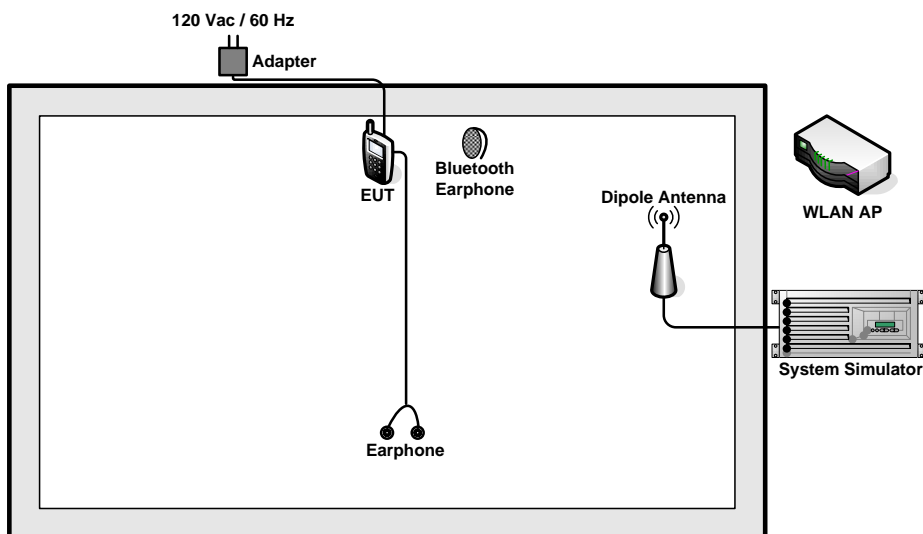 120 Vac / 60 Hz
Adapter
EUT
Bluetooth
Earphone
Dipole Antenna
WLAN AP
System Simulator
Earphone